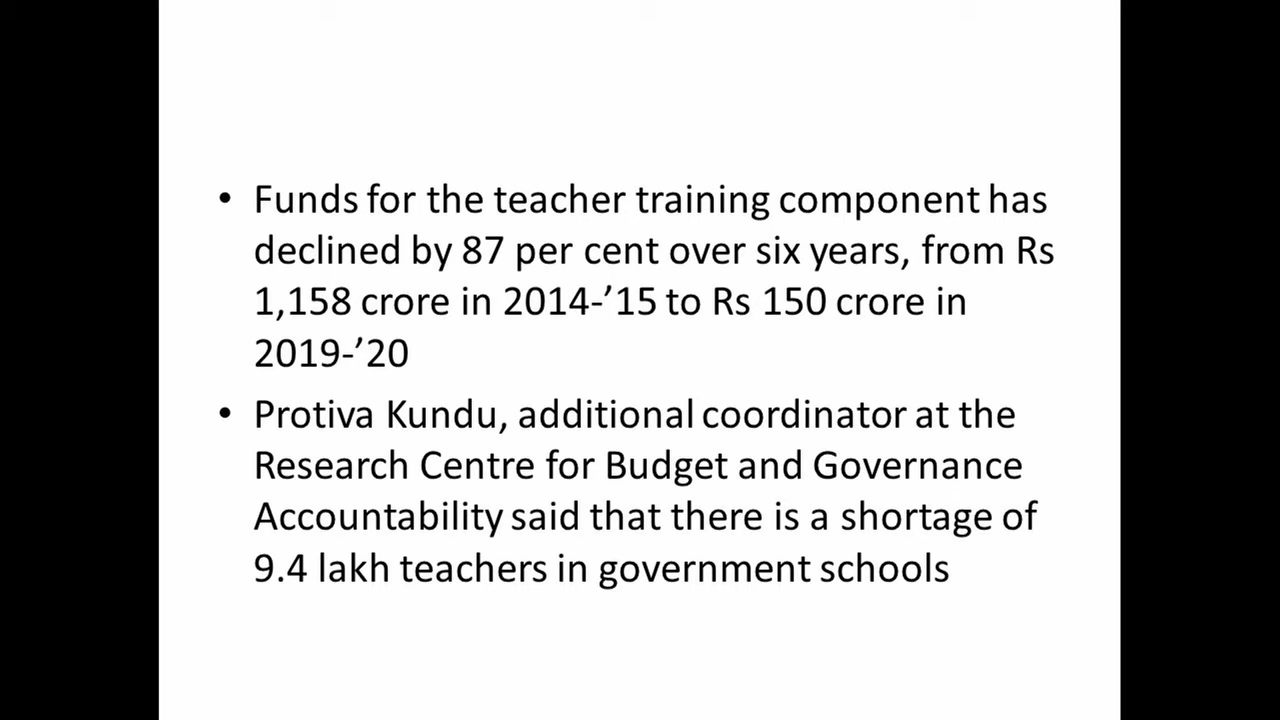 • Funds for the teacher training component has
declined by 87 per cent over six years, from Rs
1,158 crore in 2014-’15 to Rs 150 crore in
2019-’20
• Protiva Kundu, additional coordinator at the
Research Centre for Budget and Governance
Accountability said that there is a shortage of
9.4 lakh teachers in government schools